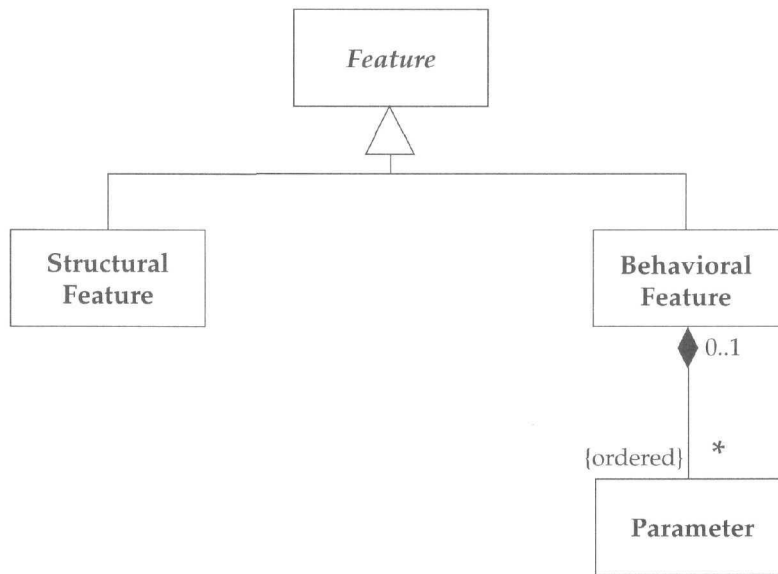 Feature
Structural
Feature
Behavioral
Feature
0..1
{ordered}
*
Parameter